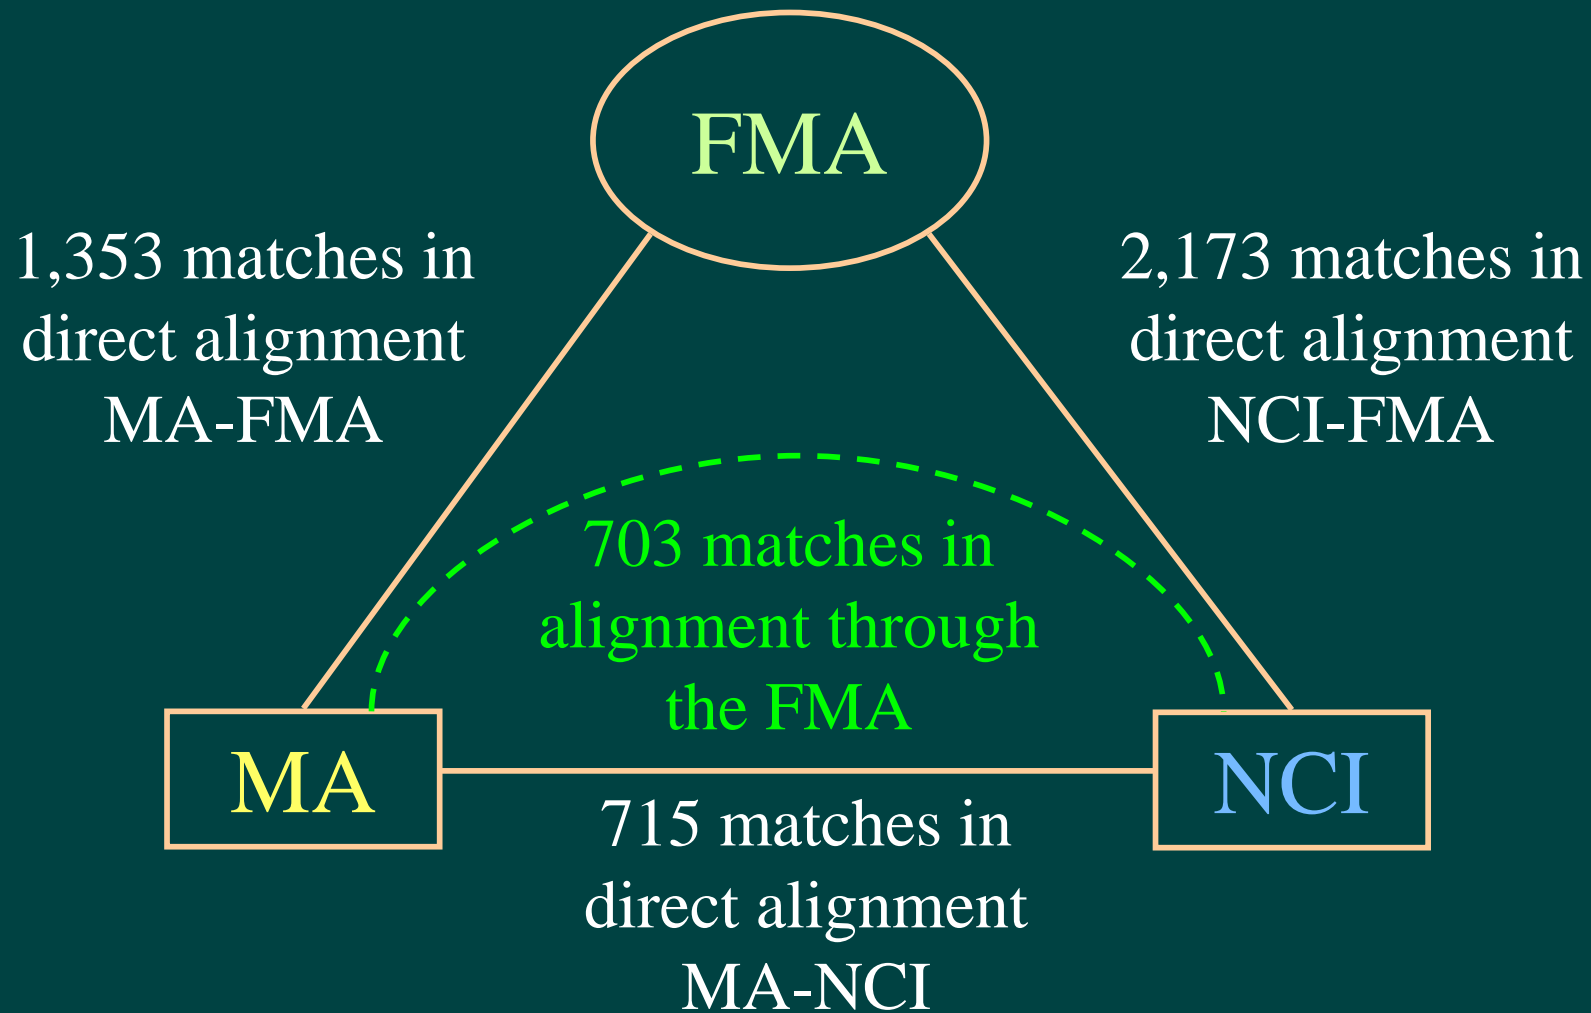 FMA
1,353 matches in
direct alignment
MA-FMA
2,173 matches in
direct alignment
NCI-FMA
703 matches in
alignment through
the FMA
MA
NCI
715 matches in
direct alignment
MA-NCI